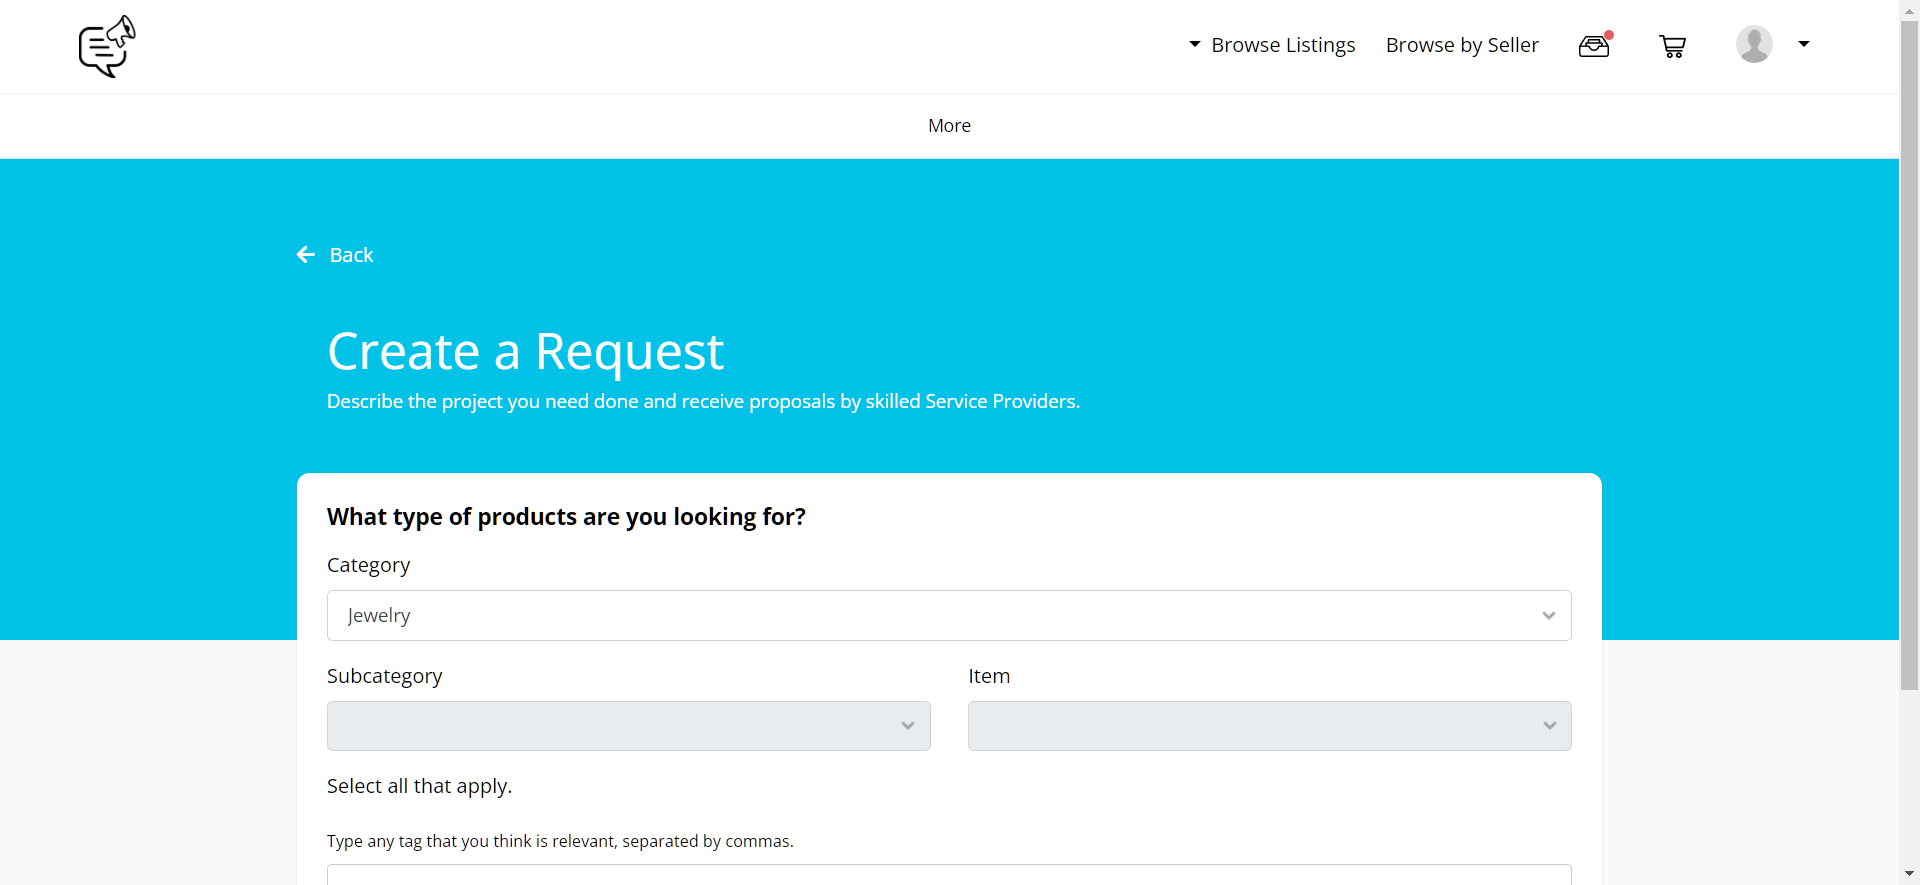 Browse Listings
Browse by Seller
More
Back
Create a Request
Describe the project you need done and receive proposals by skilled Service Providers.
What type of products are you looking for?
Category
Jewelry
Subcategory
Item
Select all that apply.
Type any tag that you think is relevant, separated by commas.